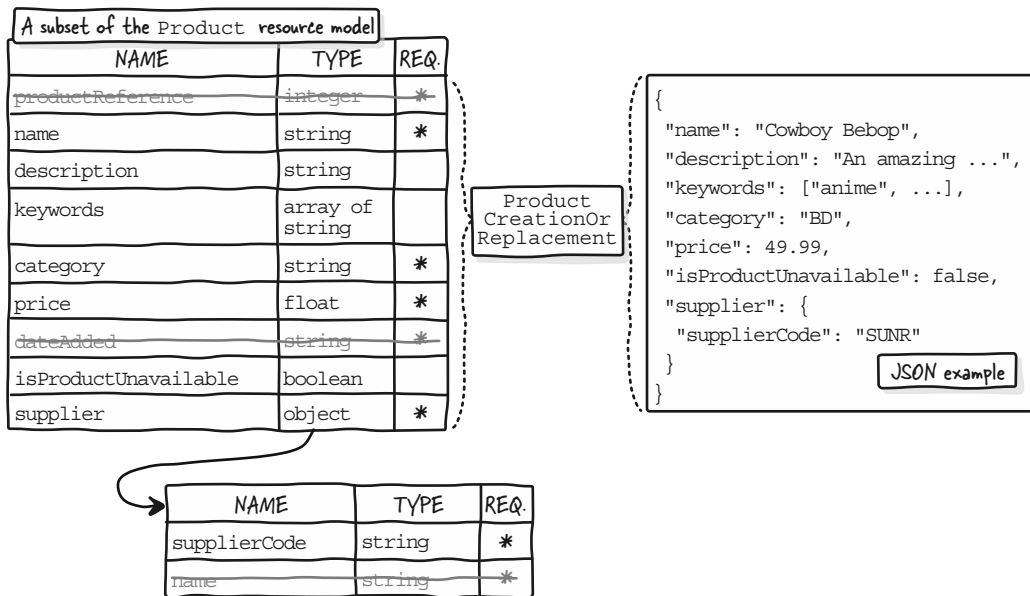 A subset of the Product resource model
NAME TYPE REQ.
productReference integer *
name string *
description string
keywords array of
string
category string *
price float *
dateAdded string *
isProductUnavailable boolean
supplier object *
Product
CreationOr
Replacement
{
"name": "Cowboy Bebop",
"description": "An amazing ...",
"keywords": ["anime", ...],
"category": "BD",
"price": 49.99,
"isProductUnavailable": false,
"supplier": {
"supplierCode": "SUNR"
}
}
JSON example
NAME TYPE REQ.
supplierCode string *
name string *